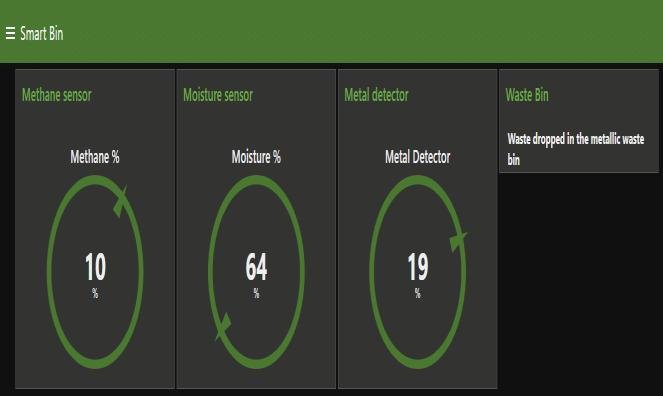 Smart Bin
Methane sensor
Methane %
10
%
Moisture sensor
Moisture %
64
%
Metal detector
Metal Detector
19
%
Waste Bin
Waste dropped in the metallic waste
bin